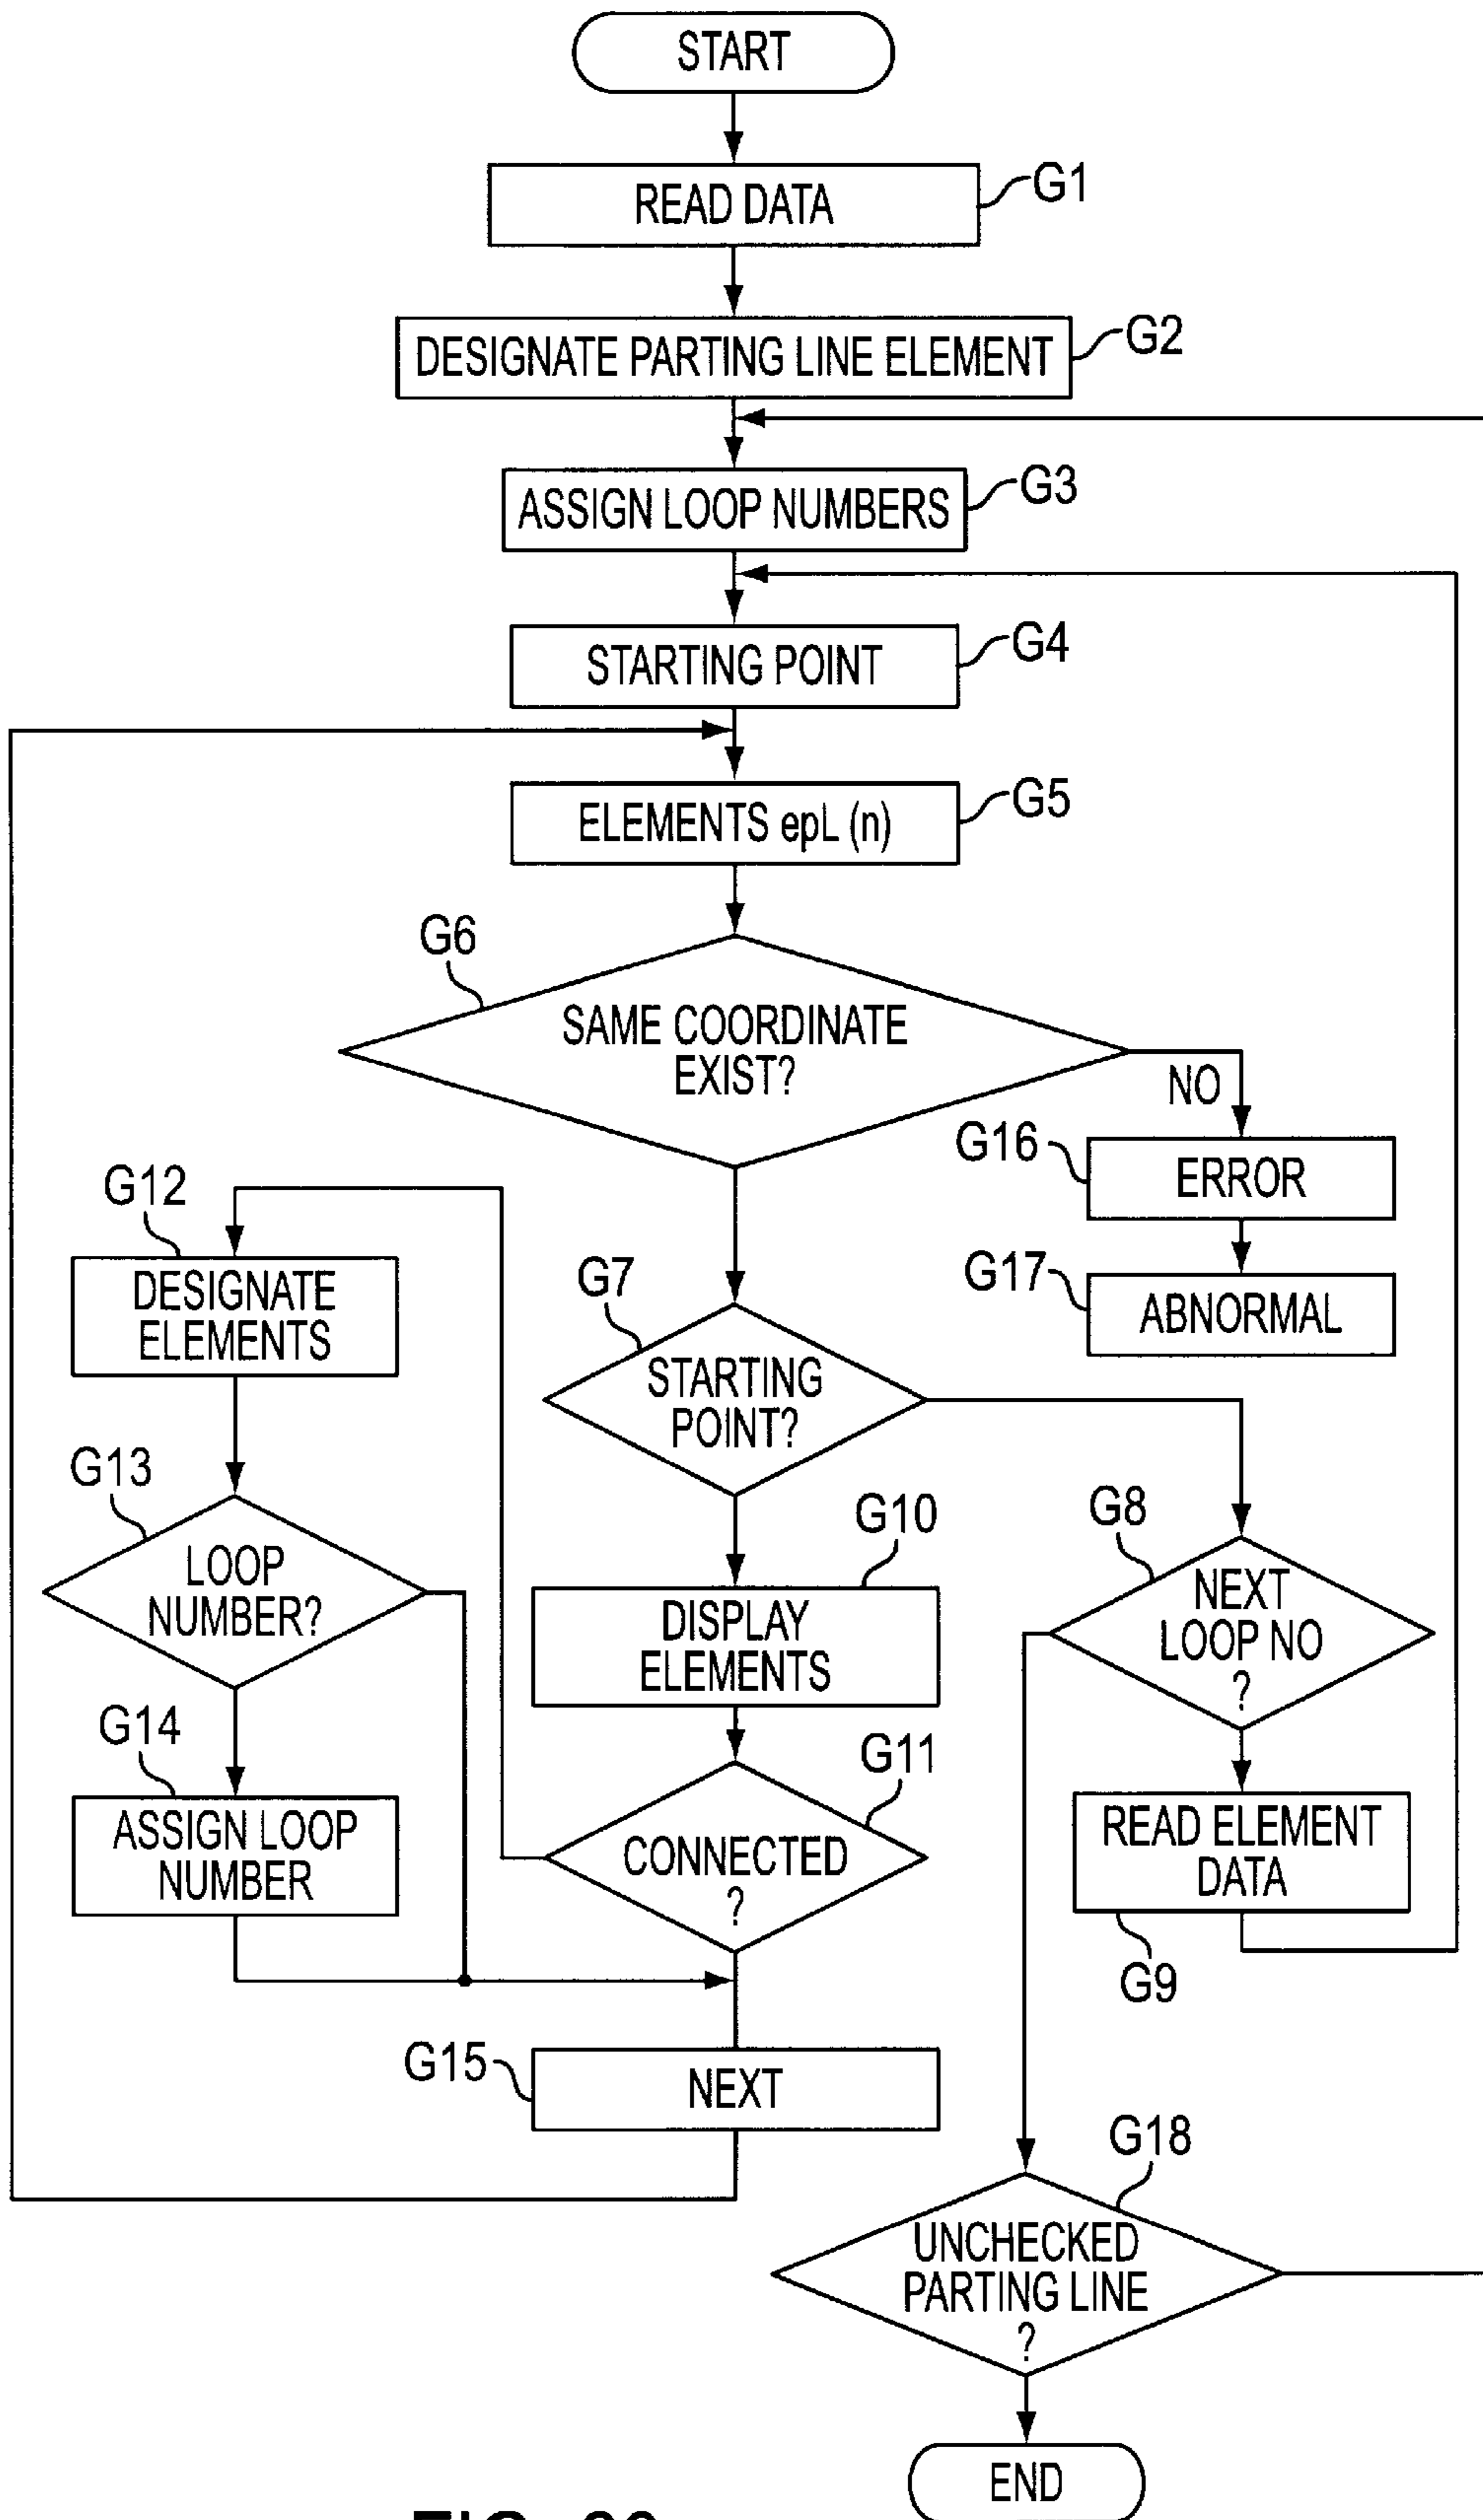 START
READ DATA
G1
DESIGNATE PARTING LINE ELEMENT
G2
ASSIGN LOOP NUMBERS
G3
STARTING POINT
G4
ELEMENTS epL (n)
G5
G6
SAME COORDINATE
EXIST?
NO
G16
ERROR
G17
ABNORMAL
G12
DESIGNATE
ELEMENTS
G7
STARTING
POINT?
G13
LOOP
NUMBER?
G10
DISPLAY
ELEMENTS
G8
NEXT
LOOP NO
?
G14
ASSIGN LOOP
NUMBER
G11
CONNECTED
?
READ ELEMENT
DATA
G9
G15
NEXT
G18
UNCHECKED
PARTING LINE
?
END